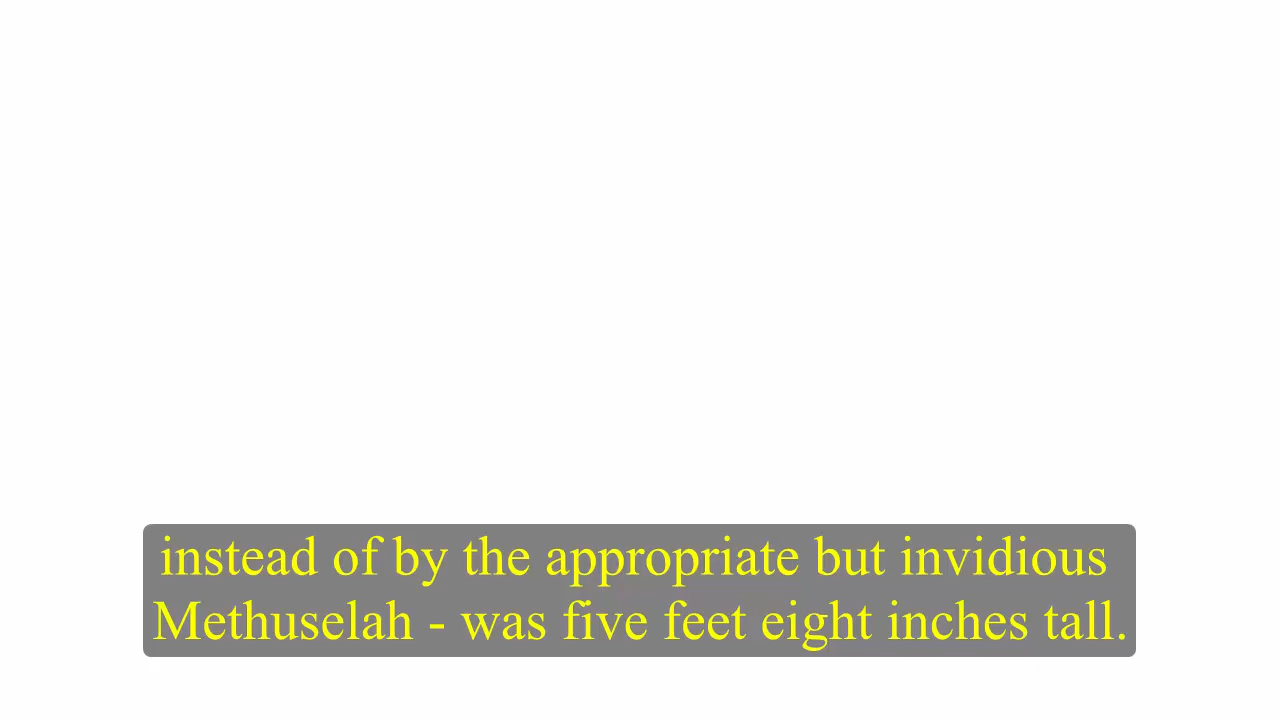 instead of by the appropriate but invidious
Methuselah - was five feet eight inches tall.